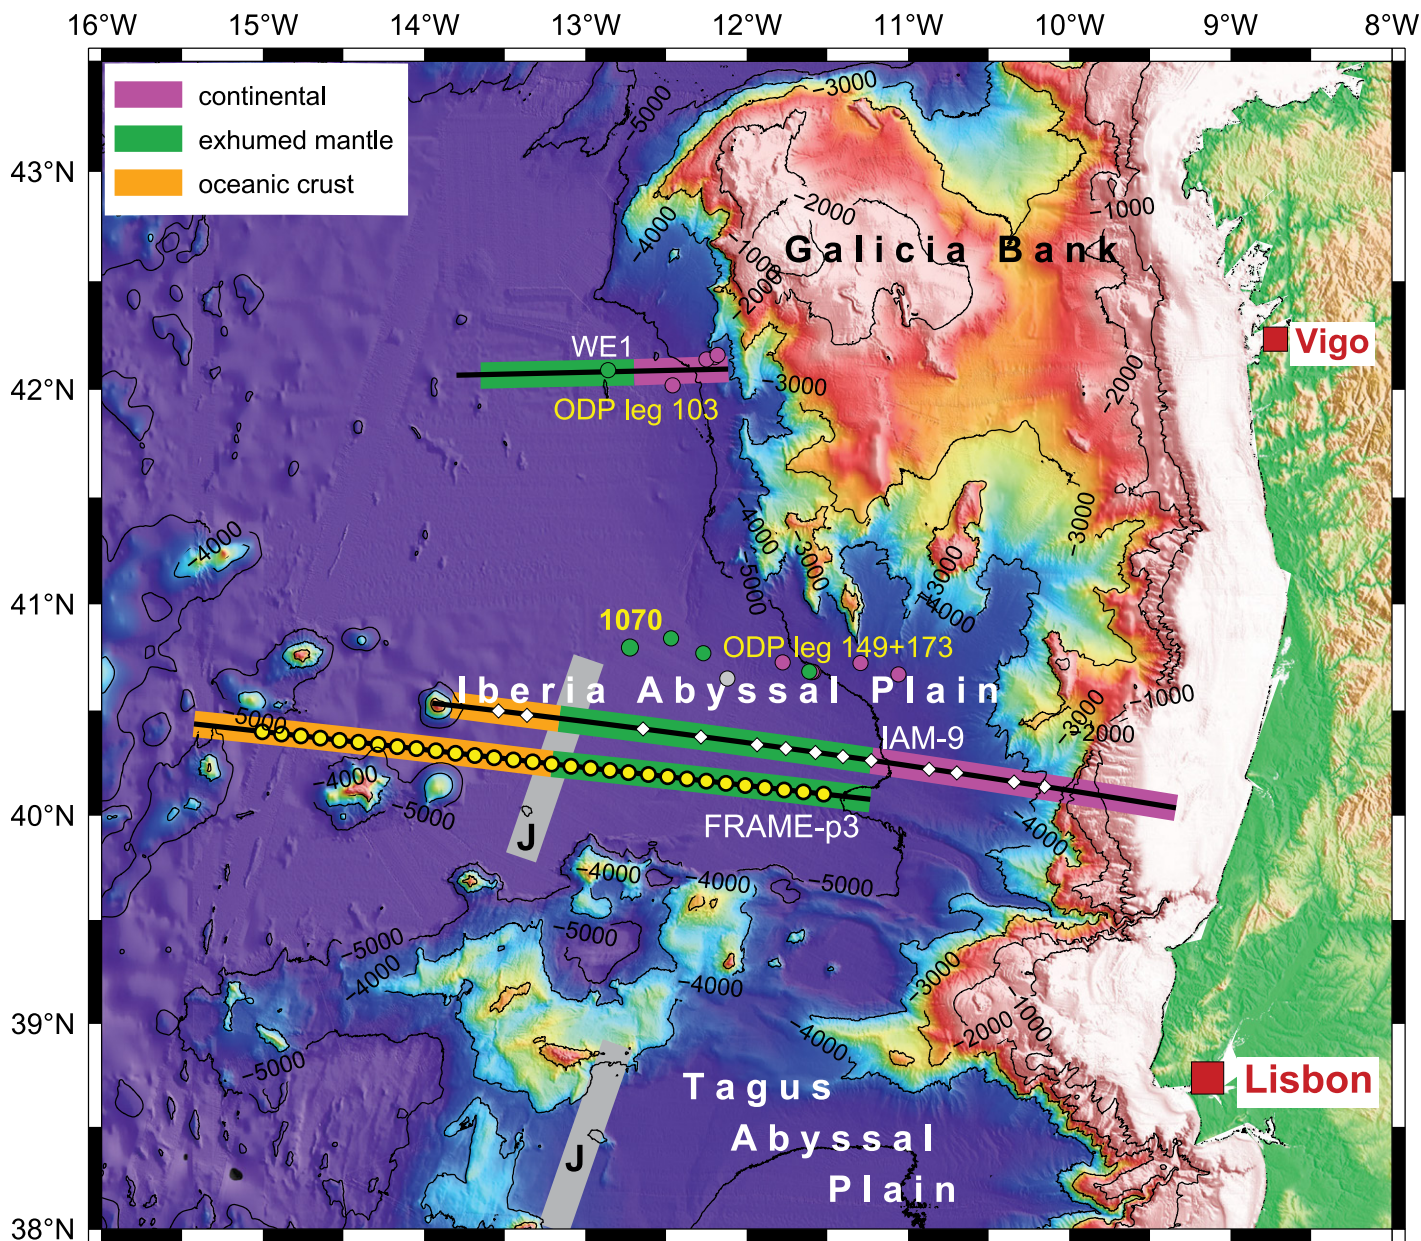 16°W 15°W 14°W 13°W 12°W 11°W 10°W 9°W 8°W
continental
exhumed mantle
oceanic crust
43°N
42°N
41°N
40°N
39°N
38°N
−5000
−3000
−4000
−2000
−1000
−1000
−2000
Galicia Bank
Vigo
WE1
ODP leg 103
−3000
−2000
−4000
−4000
−5000
−3000
−3000
−4000
−3000
1070
ODP leg 149+173
Iberia Abyssal Plain
−1000
−3000
−2000
5000
IAM-9
−4000
−5000
FRAME-p3
J
−4000
−4000
−4000
−5000
−5000
−5000
−4000
−4000
−3000
−1000
−2000
−4000
−5000
Tagus
Abyssal
Plain
Lisbon
J